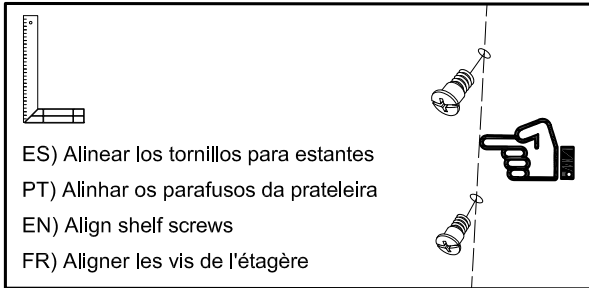 ES) Alinear los tornillos para estantes
PT) Alinhar os parafusos da prateleira
EN) Align shelf screws
FR) Aligner les vis de l'étagère